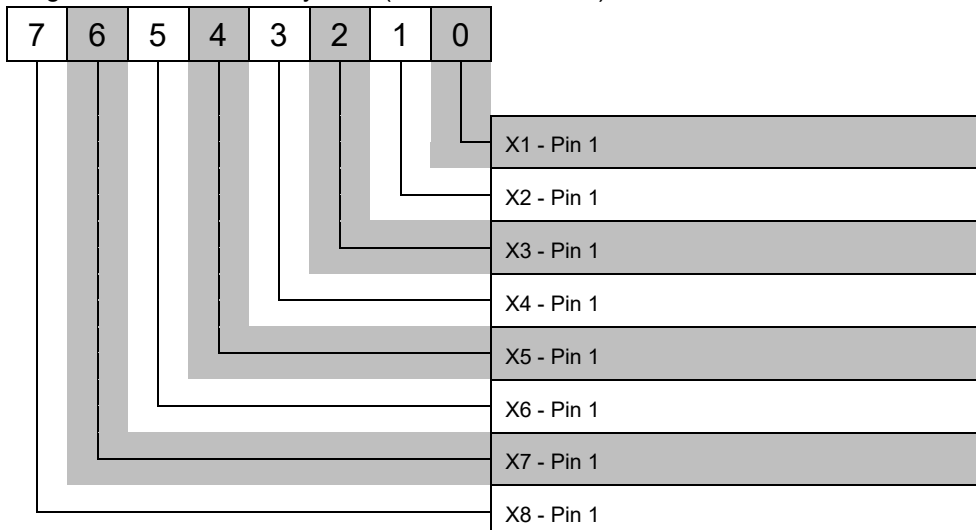 7 6 5 4 3 2 1 0
X1 - Pin 1
X2 - Pin 1
X3 - Pin 1
X4 - Pin 1
X5 - Pin 1
X6 - Pin 1
X7 - Pin 1
X8 - Pin 1